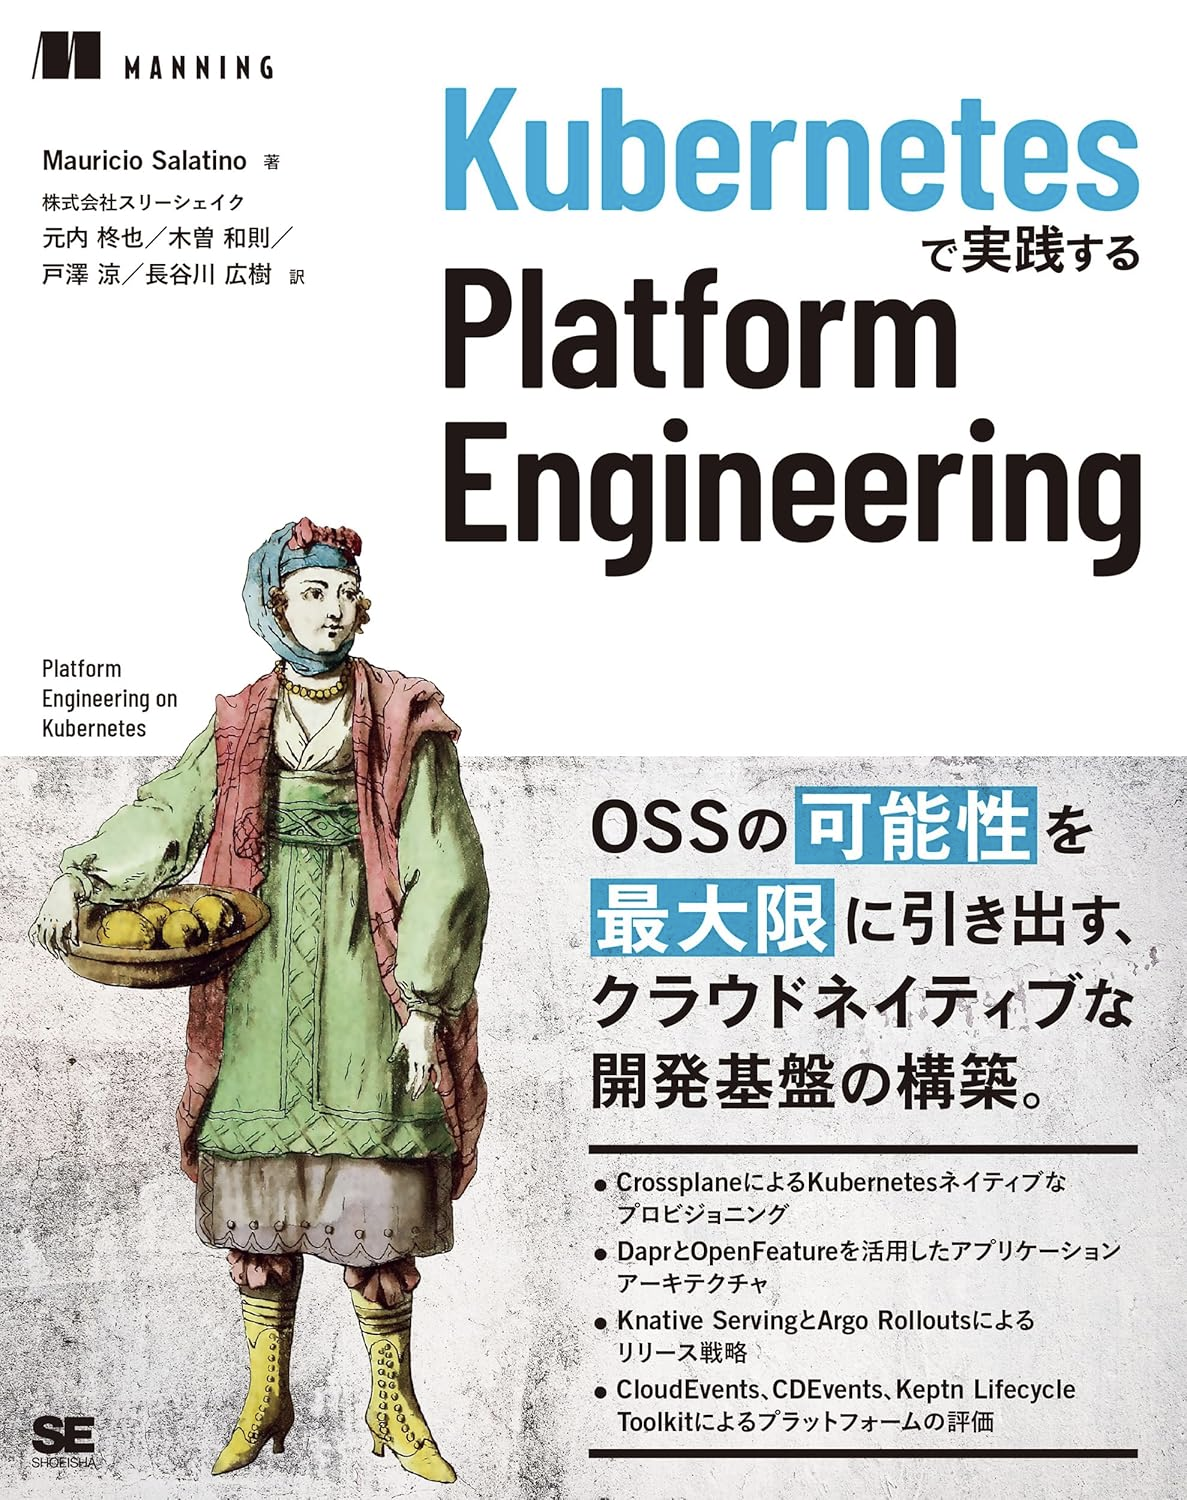 MANNING
Mauricio Salatino 著
株式会社スリーシェイク
元内 柊也／木曽 和則／
戸澤 涼／長谷川 広樹 訳
Kubernetes
で実践する
Platform
Engineering
Platform
Engineering on
Kubernetes
OSSの可能性を
最大限に引き出す、
クラウドネイティブな
開発基盤の構築。
● CrossplaneによるKubernetesネイティブな
プロビジョニング
● DaprとOpenFeatureを活用したアプリケーション
アーキテクチャ
● Knative ServingとArgo Rolloutsによる
リリース戦略
● CloudEvents、CDEvents、Keptn Lifecycle
Toolkitによるプラットフォームの評価
SE
SHOEISHA